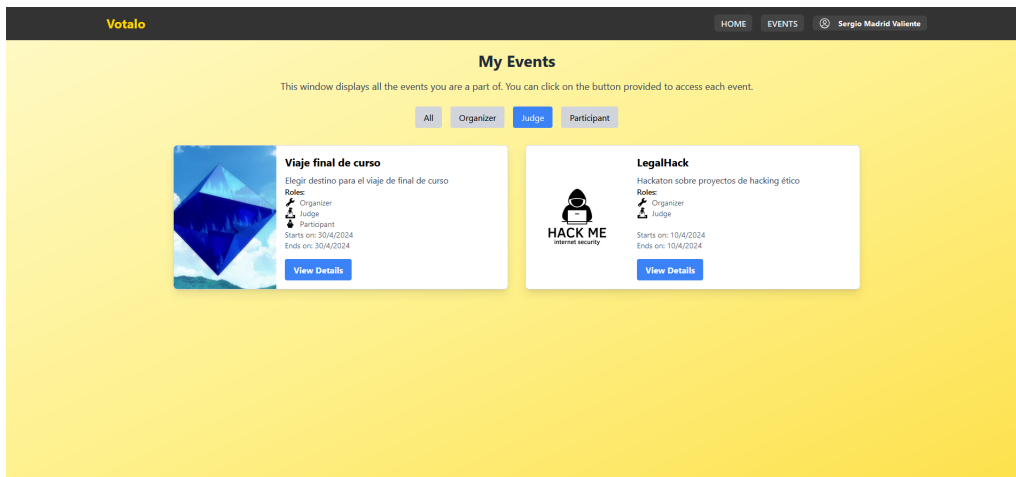 Votalo
HOME EVENTS Sergio Madrid Valiente
My Events
This window displays all the events you are a part of. You can click on the button provided to access each event.
All Organizer Judge Participant
Viaje final de curso
Elegir destino para el viaje de final de curso
Roles:
Organizer
Judge
Participant
Starts on: 30/4/2024
Ends on: 30/4/2024
View Details
HACK ME
internet security
LegalHack
Hackaton sobre proyectos de hacking ético
Roles:
Organizer
Judge
Starts on: 10/4/2024
Ends on: 10/4/2024
View Details